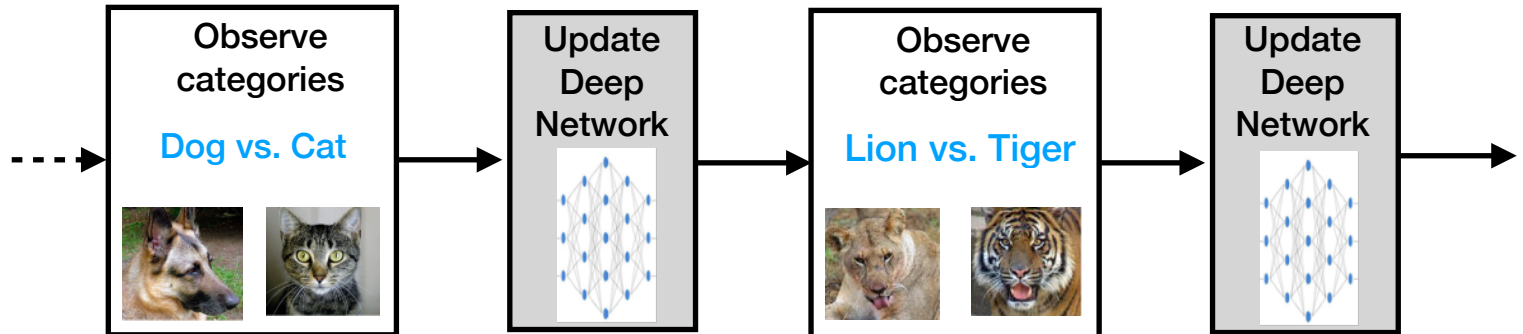 Observe
categories
Dog vs. Cat
Update
Deep
Network
Observe
categories
Lion vs. Tiger
Update
Deep
Network